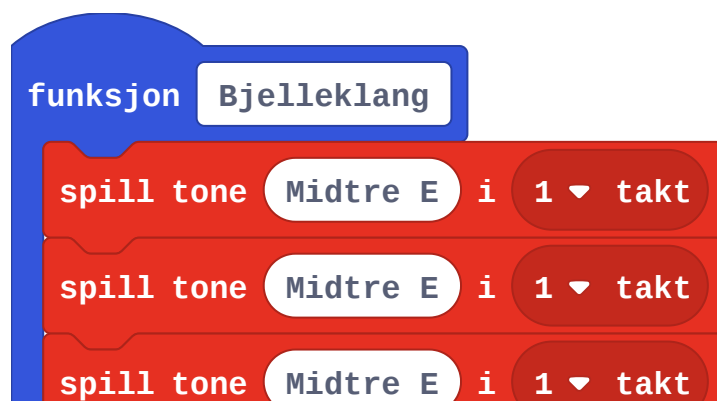 funksjon Bjelleklang
spill tone Midtre E i 1 takt
spill tone Midtre E i 1 takt
spill tone Midtre E i 1 takt